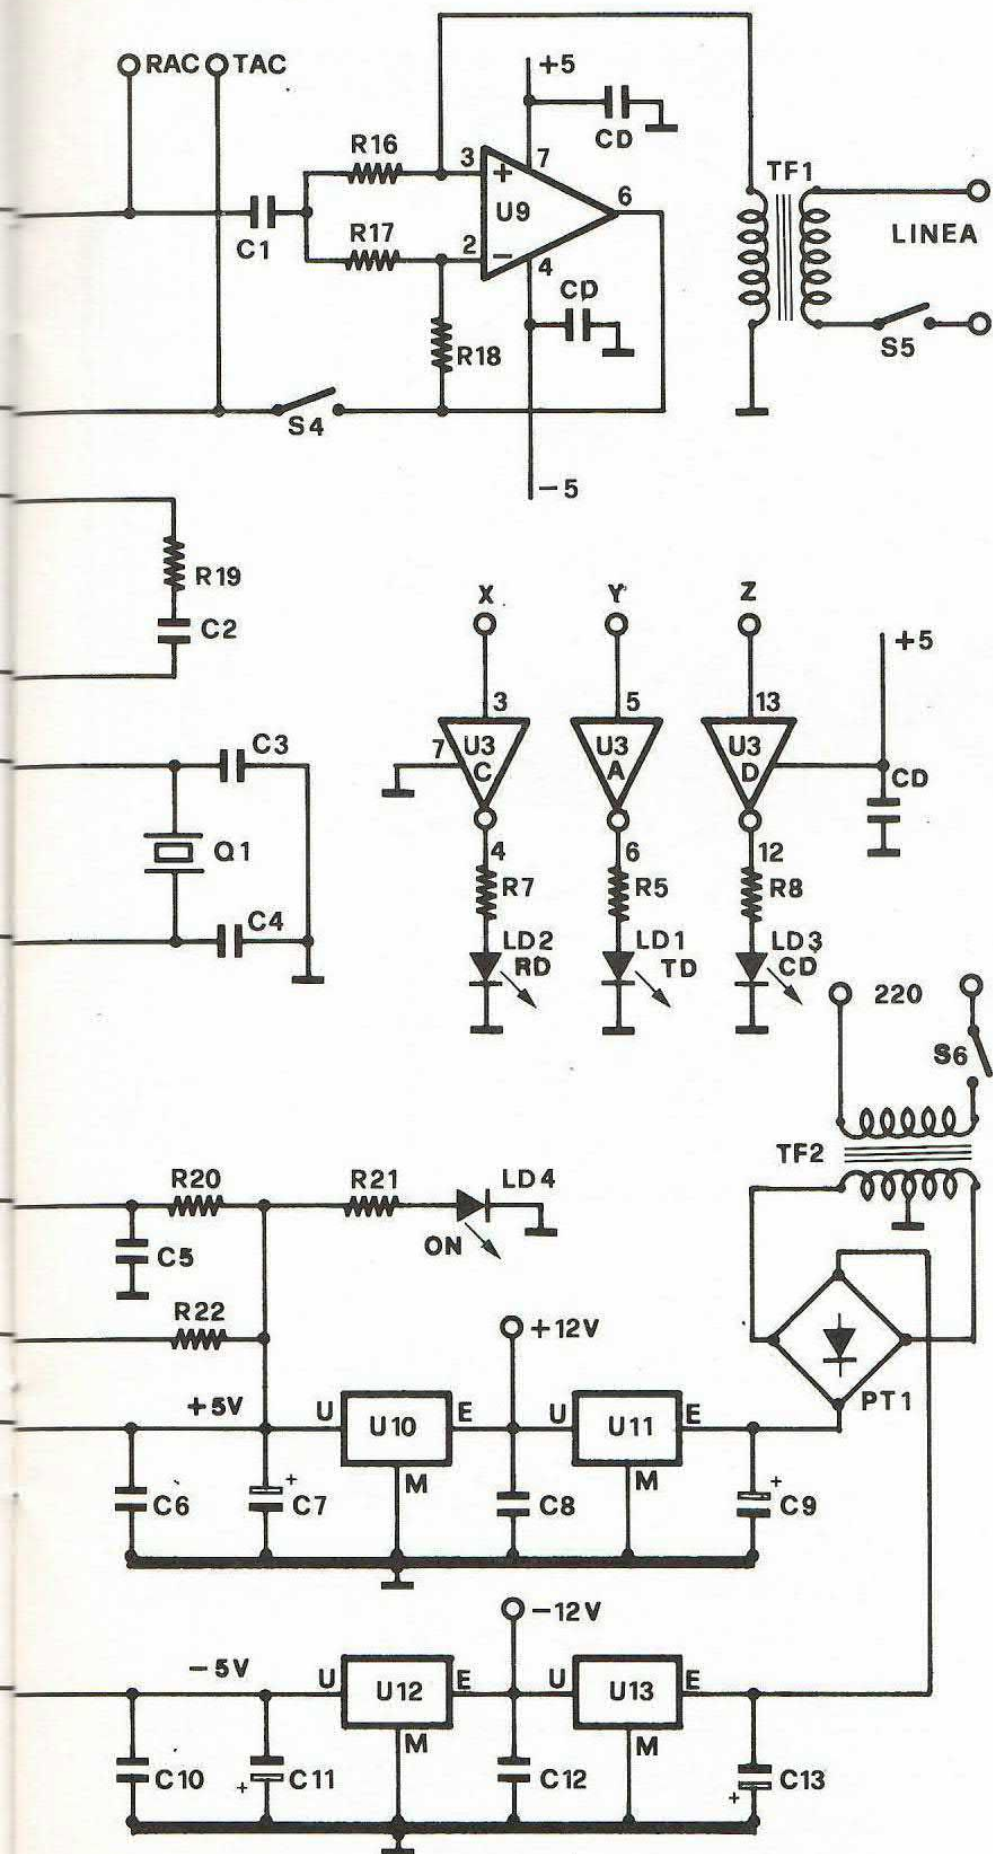 RAC TAC
+5
CD
R16
3
7
+
U9
6
C1
R17
2
−
4
CD
R18
S4
−5
TF1
LINEA
S5
R19
C2
X
Y
Z
+5
3
5
13
7
U3
C
U3
A
U3
D
CD
4
6
12
R7
R5
R8
LD2
RD
LD1
TD
LD3
CD
C3
Q1
C4
220
S6
TF2
R20
R21
LD4
C5
ON
R22
+12V
PT1
+5V
U
U10
E
U
U11
E
M
M
C6
+
C7
C8
+
C9
−12V
−5V
U
U12
E
U
U13
E
M
M
C10
+
C11
C12
+
C13